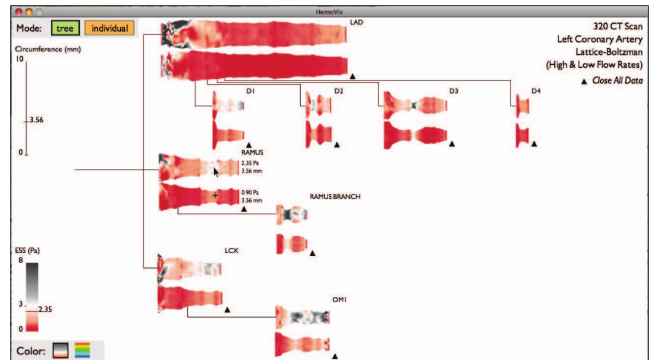 HemoVis
Mode: tree individual
320 CT Scan
Left Coronary Artery
Lattice-Boltzman
(High & Low Flow Rates)
▲ Close All Data
Circumference (mm)
10
3.56
0
LAD
D1
D2
D3
D4
RAMUS
2.35 Pa
3.56 mm
0.90 Pa
3.56 mm
RAMUS BRANCH
LCX
OM1
ESS (Pa)
8
3
2.35
0
Color: